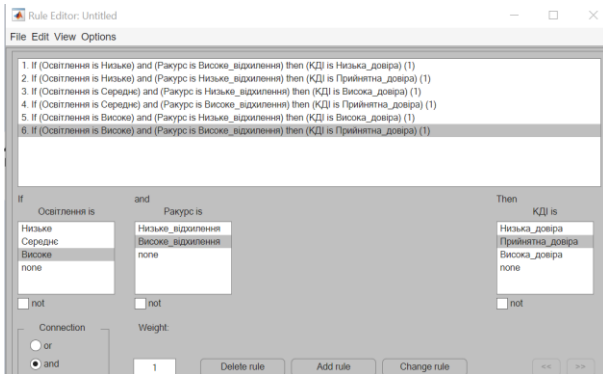 Rule Editor: Untitled
File Edit View Options
1. If (Освітлення is Низьке) and (Ракурс is Високе_відхилення) then (КДІ is Низька_довіра) (1)
2. If (Освітлення is Низьке) and (Ракурс is Низьке_відхилення) then (КДІ is Прийнятна_довіра) (1)
3. If (Освітлення is Середнє) and (Ракурс is Низьке_відхилення) then (КДІ is Висока_довіра) (1)
4. If (Освітлення is Середнє) and (Ракурс is Високе_відхилення) then (КДІ is Прийнятна_довіра) (1)
5. If (Освітлення is Високе) and (Ракурс is Низьке_відхилення) then (КДІ is Висока_довіра) (1)
6. If (Освітлення is Високе) and (Ракурс is Високе_відхилення) then (КДІ is Прийнятна_довіра) (1)
If and Then
Освітлення is Ракурс is КДІ is
Низьке Низьке_відхилення Низька_довіра
Середнє Високе_відхилення Прийнятна_довіра
Високе none Висока_довіра
none none
not not not
Connection Weight:
or
and 1 Delete rule Add rule Change rule << >>